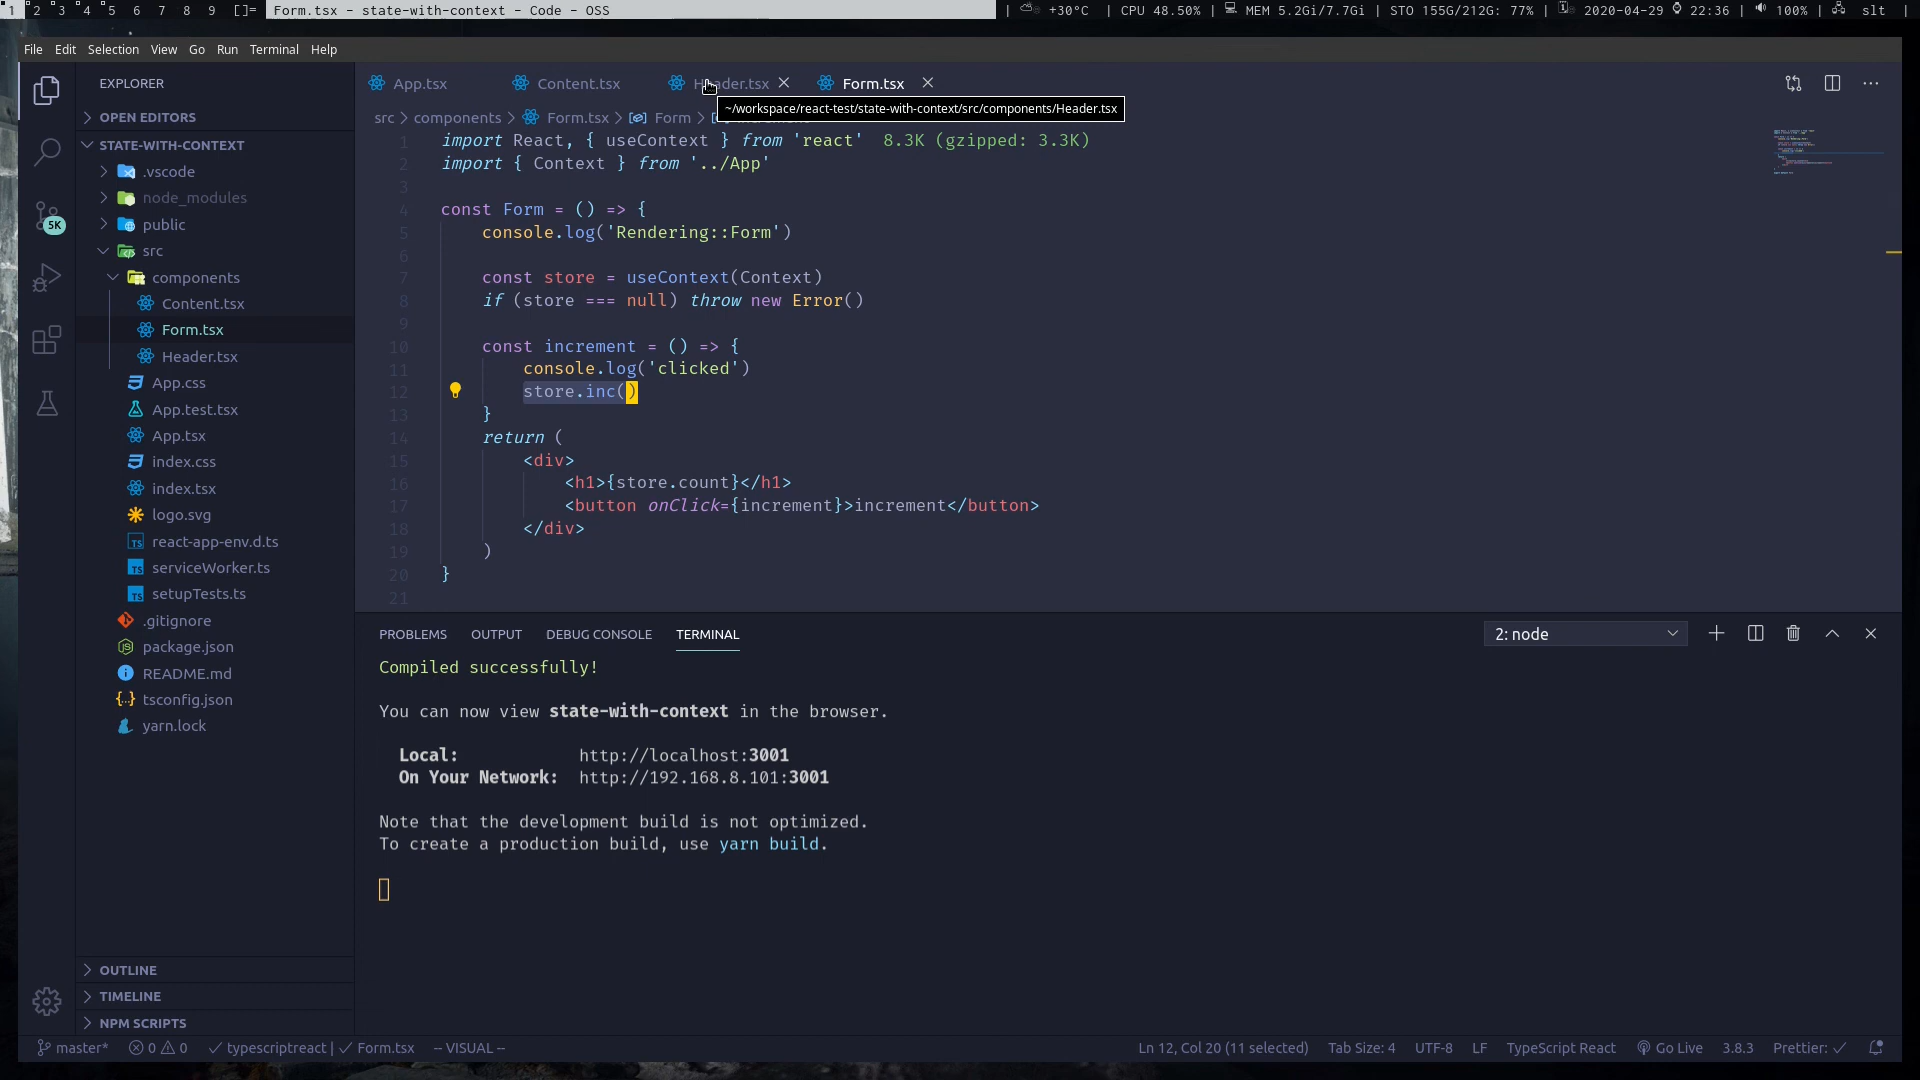 1 2 3 4 5 6 7 8 9 []= Form.tsx - state-with-context - Code - OSS | +30°C | CPU 48.50% | MEM 5.2Gi/7.7Gi | STO 155G/212G: 77% | 2020-04-29 22:36 | 100% | slt |
File Edit Selection View Go Run Terminal Help
EXPLORER
OPEN EDITORS
STATE-WITH-CONTEXT
.vscode
node_modules
public
src
components
Content.tsx
Form.tsx
Header.tsx
App.css
App.test.tsx
App.tsx
index.css
index.tsx
logo.svg
react-app-env.d.ts
serviceWorker.ts
setupTests.ts
.gitignore
package.json
README.md
tsconfig.json
yarn.lock
OUTLINE
TIMELINE
NPM SCRIPTS
5K
App.tsx Content.tsx Header.tsx Form.tsx
~/workspace/react-test/state-with-context/src/components/Header.tsx
src > components > Form.tsx > Form >
1 import React, { useContext } from 'react' 8.3K (gzipped: 3.3K)
2 import { Context } from '../App'
3
4 const Form = () => {
5 console.log('Rendering::Form')
6
7 const store = useContext(Context)
8 if (store === null) throw new Error()
9
10 const increment = () => {
11 console.log('clicked')
12 store.inc()
13 }
14 return (
15 <div>
16 <h1>{store.count}</h1>
17 <button onClick={increment}>increment</button>
18 </div>
19 )
20 }
21
PROBLEMS OUTPUT DEBUG CONSOLE TERMINAL 2: node
Compiled successfully!
You can now view state-with-context in the browser.
Local: http://localhost:3001
On Your Network: http://192.168.8.101:3001
Note that the development build is not optimized.
To create a production build, use yarn build.
master* 0 0 typescriptreact | Form.tsx -- VISUAL -- Ln 12, Col 20 (11 selected) Tab Size: 4 UTF-8 LF TypeScript React Go Live 3.8.3 Prettier: ✓